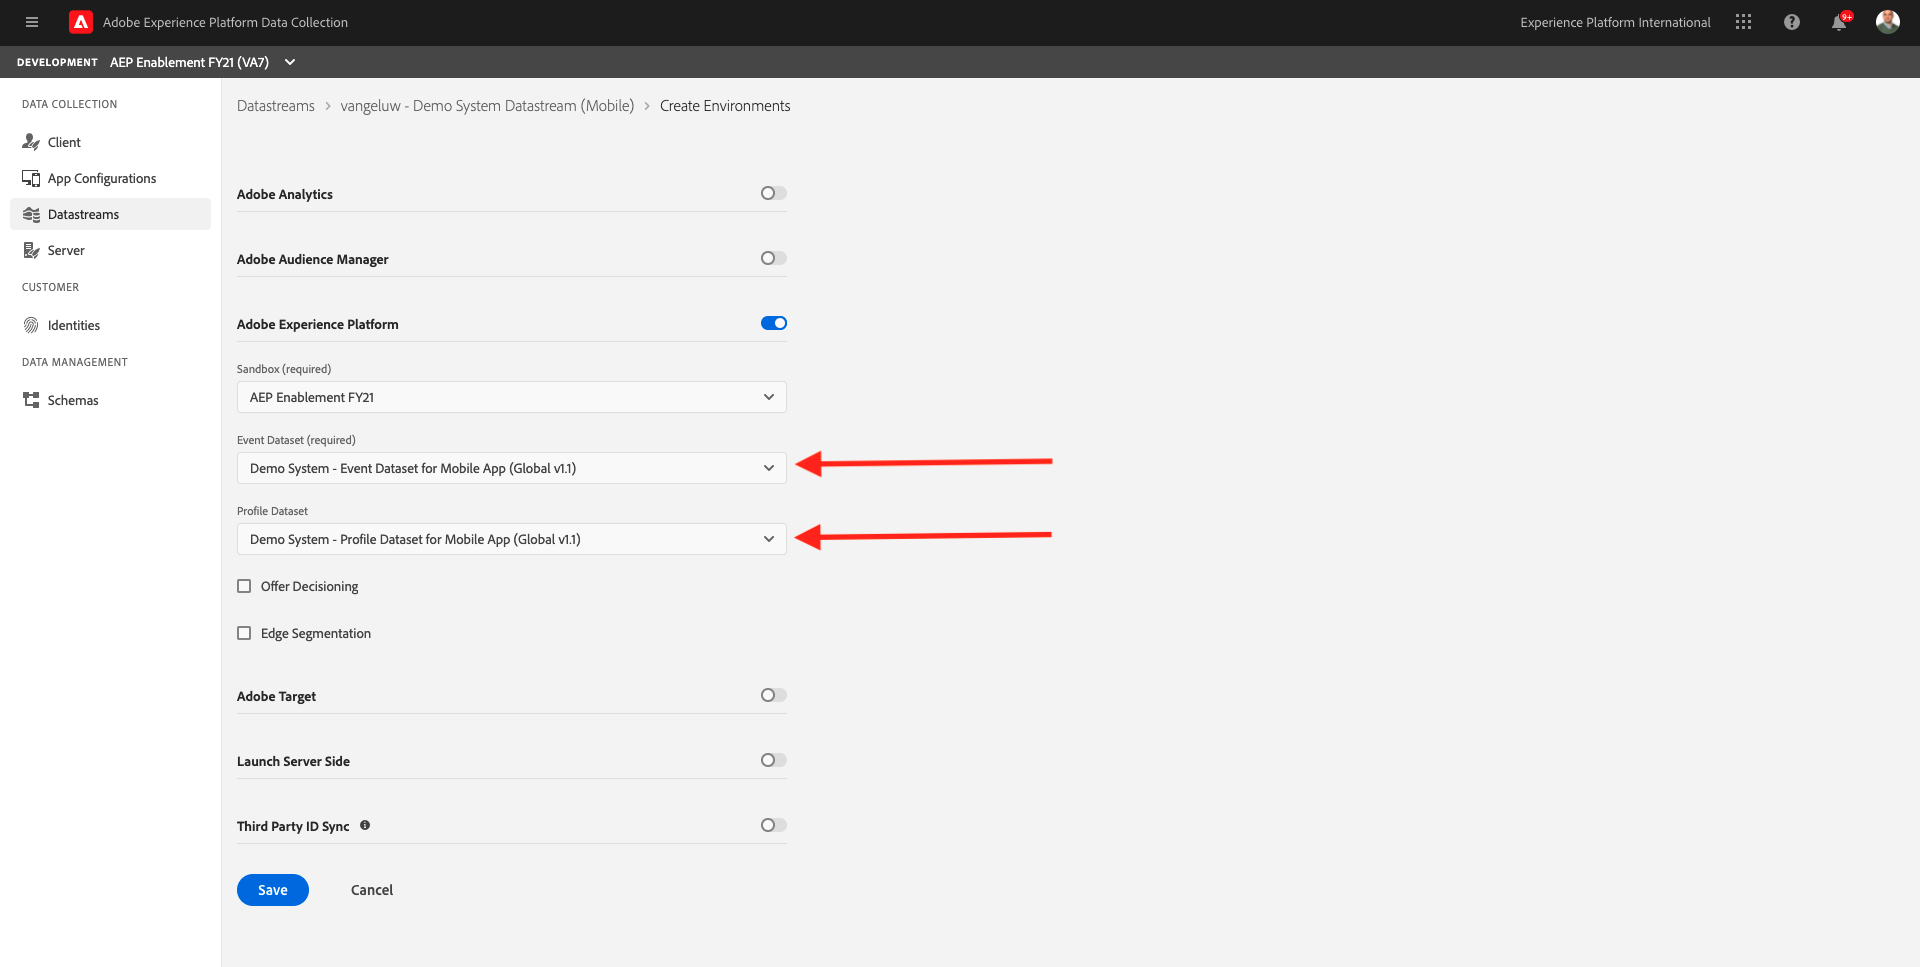 Adobe Experience Platform Data Collection
Experience Platform International
9+
DEVELOPMENT AEP Enablement FY21 (VA7)
DATA COLLECTION
Client
App Configurations
Datastreams
Server
CUSTOMER
Identities
DATA MANAGEMENT
Schemas
Datastreams > vangeluw - Demo System Datastream (Mobile) > Create Environments
Adobe Analytics
Adobe Audience Manager
Adobe Experience Platform
Sandbox (required)
AEP Enablement FY21
Event Dataset (required)
Demo System - Event Dataset for Mobile App (Global v1.1)
Profile Dataset
Demo System - Profile Dataset for Mobile App (Global v1.1)
Offer Decisioning
Edge Segmentation
Adobe Target
Launch Server Side
Third Party ID Sync
Save Cancel